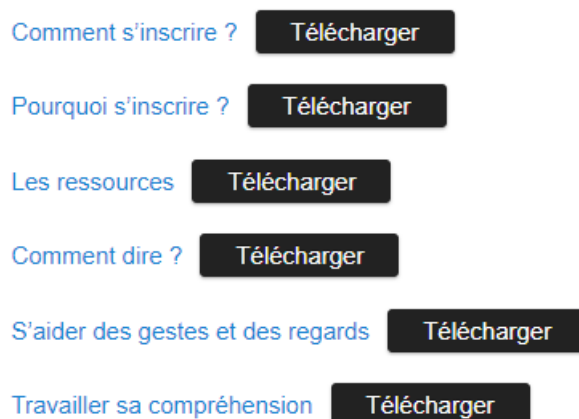 Comment s’inscrire ? Télécharger
Pourquoi s’inscrire ? Télécharger
Les ressources Télécharger
Comment dire ? Télécharger
S’aider des gestes et des regards Télécharger
Travailler sa compréhension Télécharger